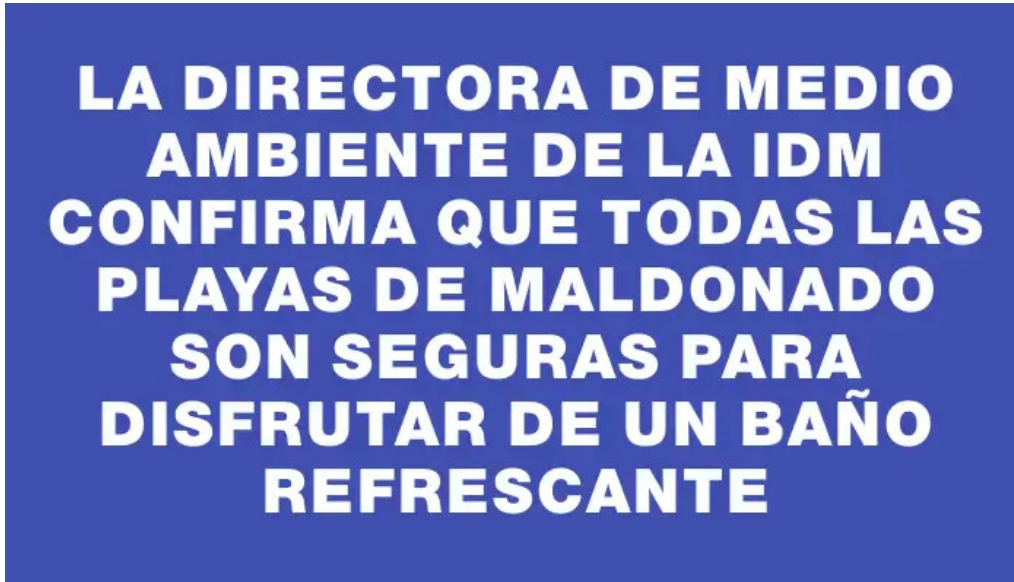 LA DIRECTORA DE MEDIO
AMBIENTE DE LA IDM
CONFIRMA QUE TODAS LAS
PLAYAS DE MALDONADO
SON SEGURAS PARA
DISFRUTAR DE UN BAÑO
REFRESCANTE